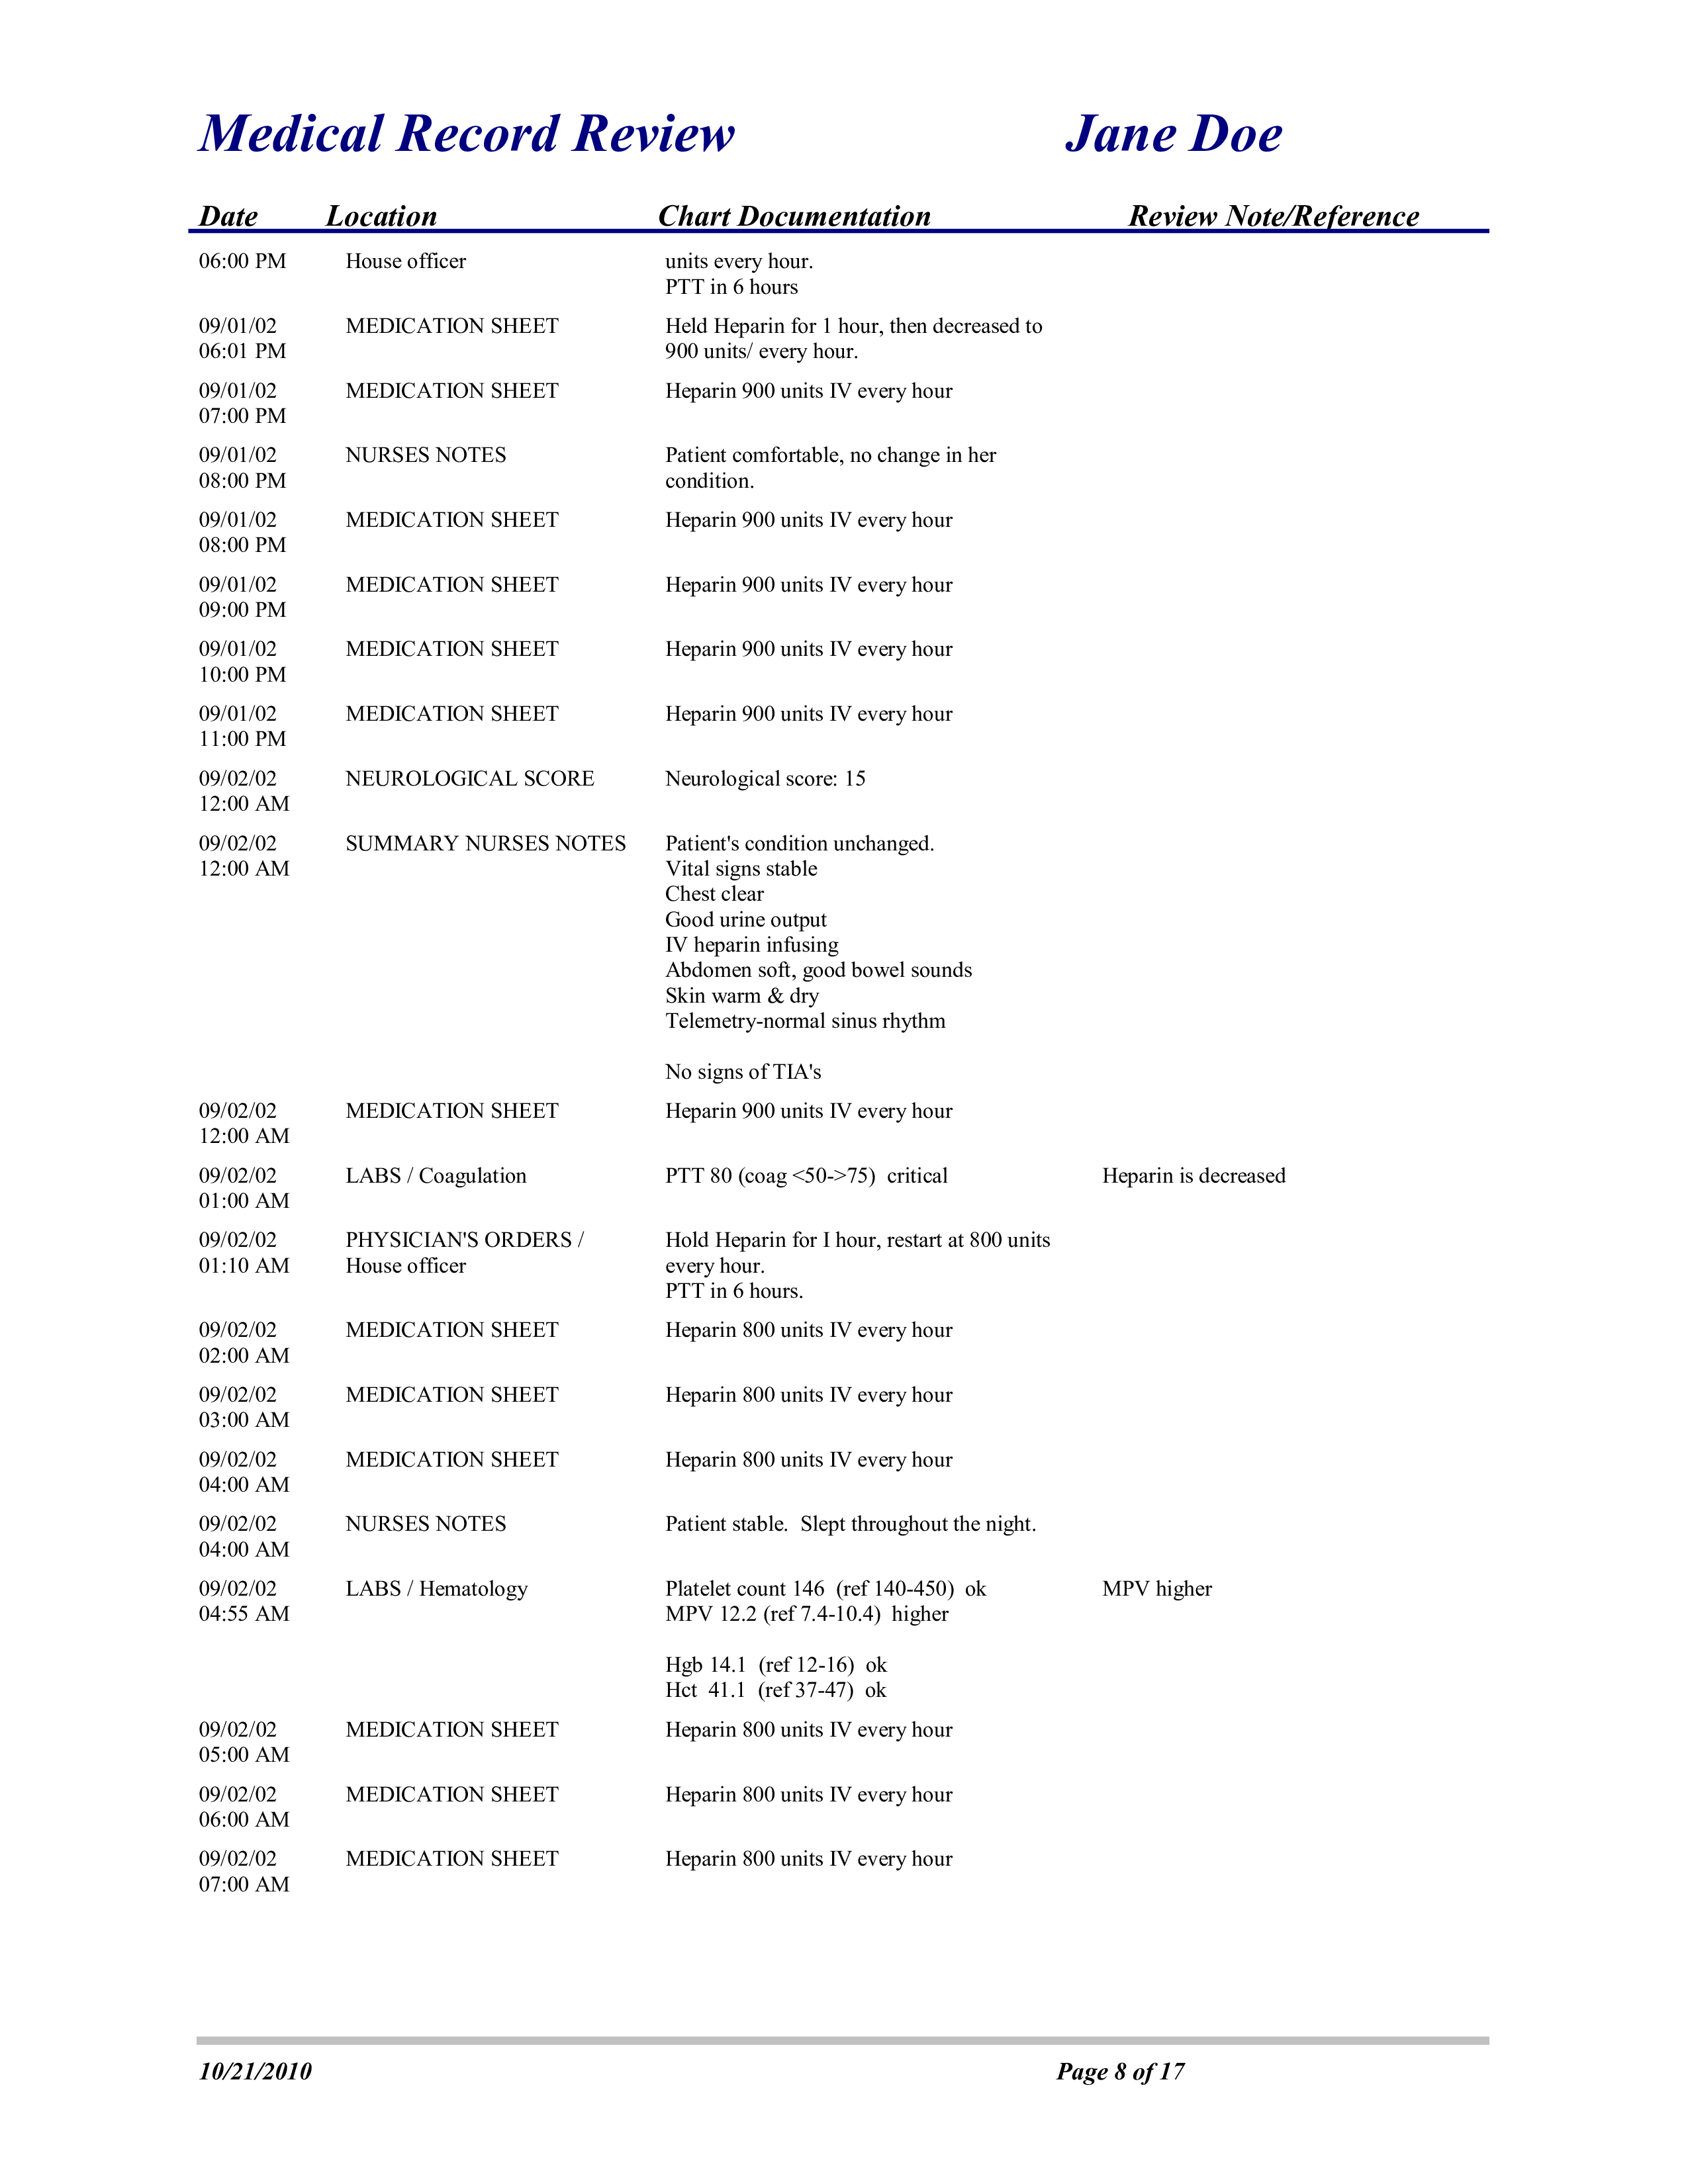 Medical Record Review Jane Doe
Date Location Chart Documentation Review Note/Reference
06:00 PM House officer units every hour.
PTT in 6 hours
09/01/02 MEDICATION SHEET Held Heparin for 1 hour, then decreased to
06:01 PM 900 units/ every hour.
09/01/02 MEDICATION SHEET Heparin 900 units IV every hour
07:00 PM
09/01/02 NURSES NOTES Patient comfortable, no change in her
08:00 PM condition.
09/01/02 MEDICATION SHEET Heparin 900 units IV every hour
08:00 PM
09/01/02 MEDICATION SHEET Heparin 900 units IV every hour
09:00 PM
09/01/02 MEDICATION SHEET Heparin 900 units IV every hour
10:00 PM
09/01/02 MEDICATION SHEET Heparin 900 units IV every hour
11:00 PM
09/02/02 NEUROLOGICAL SCORE Neurological score: 15
12:00 AM
09/02/02 SUMMARY NURSES NOTES Patient's condition unchanged.
12:00 AM Vital signs stable
Chest clear
Good urine output
IV heparin infusing
Abdomen soft, good bowel sounds
Skin warm & dry
Telemetry-normal sinus rhythm
No signs of TIA's
09/02/02 MEDICATION SHEET Heparin 900 units IV every hour
12:00 AM
09/02/02 LABS / Coagulation PTT 80 (coag <50->75) critical Heparin is decreased
01:00 AM
09/02/02 PHYSICIAN'S ORDERS / Hold Heparin for I hour, restart at 800 units
01:10 AM House officer every hour.
PTT in 6 hours.
09/02/02 MEDICATION SHEET Heparin 800 units IV every hour
02:00 AM
09/02/02 MEDICATION SHEET Heparin 800 units IV every hour
03:00 AM
09/02/02 MEDICATION SHEET Heparin 800 units IV every hour
04:00 AM
09/02/02 NURSES NOTES Patient stable. Slept throughout the night.
04:00 AM
09/02/02 LABS / Hematology Platelet count 146 (ref 140-450) ok MPV higher
04:55 AM MPV 12.2 (ref 7.4-10.4) higher
Hgb 14.1 (ref 12-16) ok
Hct 41.1 (ref 37-47) ok
09/02/02 MEDICATION SHEET Heparin 800 units IV every hour
05:00 AM
09/02/02 MEDICATION SHEET Heparin 800 units IV every hour
06:00 AM
09/02/02 MEDICATION SHEET Heparin 800 units IV every hour
07:00 AM
10/21/2010 Page 8 of 17